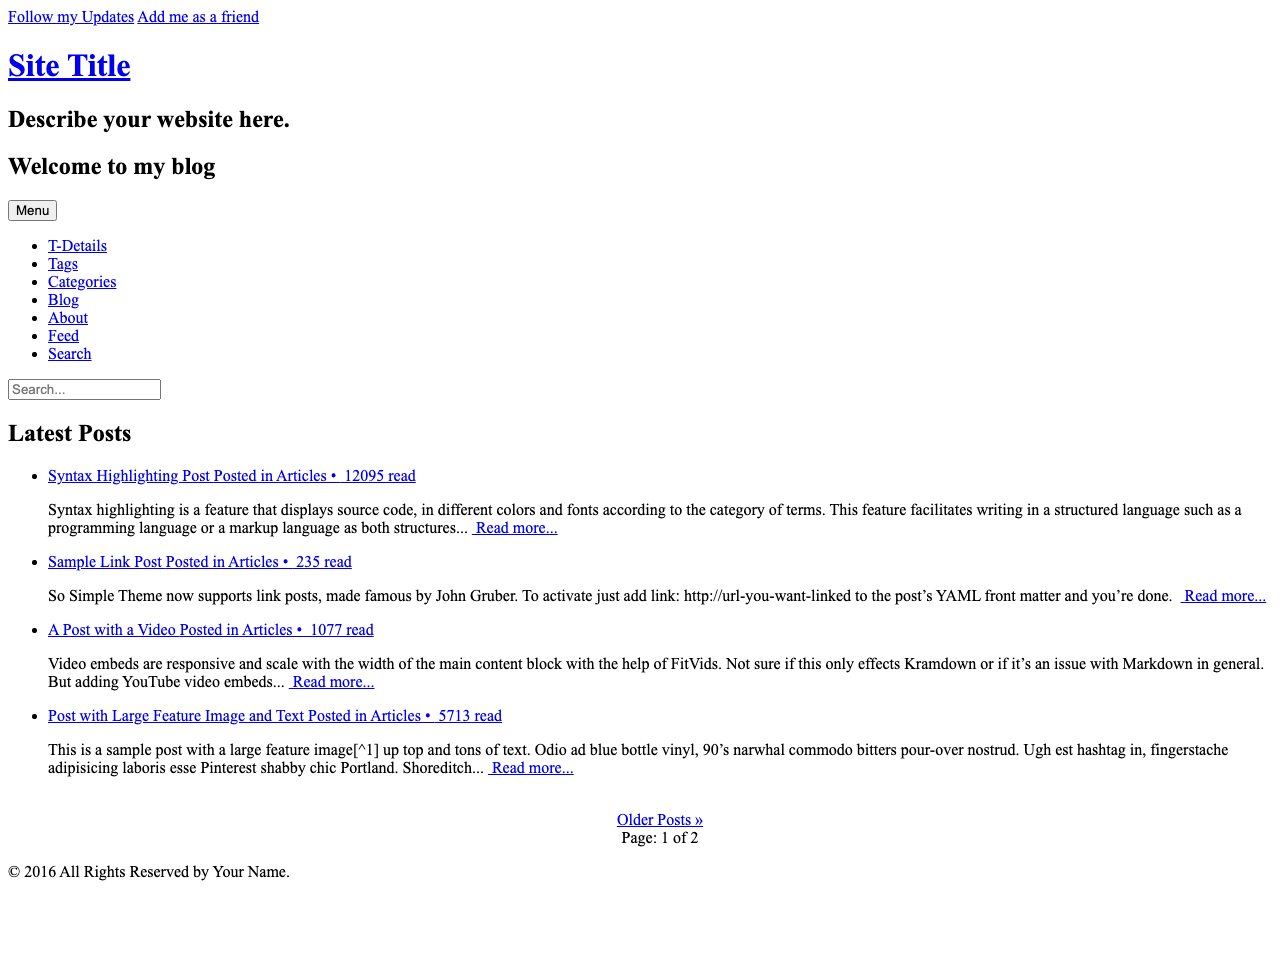 Follow my Updates Add me as a friend
Site Title
Describe your website here.
Welcome to my blog
Menu
T-Details
Tags
Categories
Blog
About
Feed
Search
Search...
Latest Posts
Syntax Highlighting Post Posted in Articles •  12095 read
Syntax highlighting is a feature that displays source code, in different colors and fonts according to the category of terms. This feature facilitates writing in a structured language such as a
programming language or a markup language as both structures...  Read more...
Sample Link Post Posted in Articles •  235 read
So Simple Theme now supports link posts, made famous by John Gruber. To activate just add link: http://url-you-want-linked to the post’s YAML front matter and you’re done.  Read more...
A Post with a Video Posted in Articles •  1077 read
Video embeds are responsive and scale with the width of the main content block with the help of FitVids. Not sure if this only effects Kramdown or if it’s an issue with Markdown in general.
But adding YouTube video embeds...  Read more...
Post with Large Feature Image and Text Posted in Articles •  5713 read
This is a sample post with a large feature image[^1] up top and tons of text. Odio ad blue bottle vinyl, 90’s narwhal commodo bitters pour-over nostrud. Ugh est hashtag in, fingerstache
adipisicing laboris esse Pinterest shabby chic Portland. Shoreditch...  Read more...
Older Posts »
Page: 1 of 2
© 2016 All Rights Reserved by Your Name.